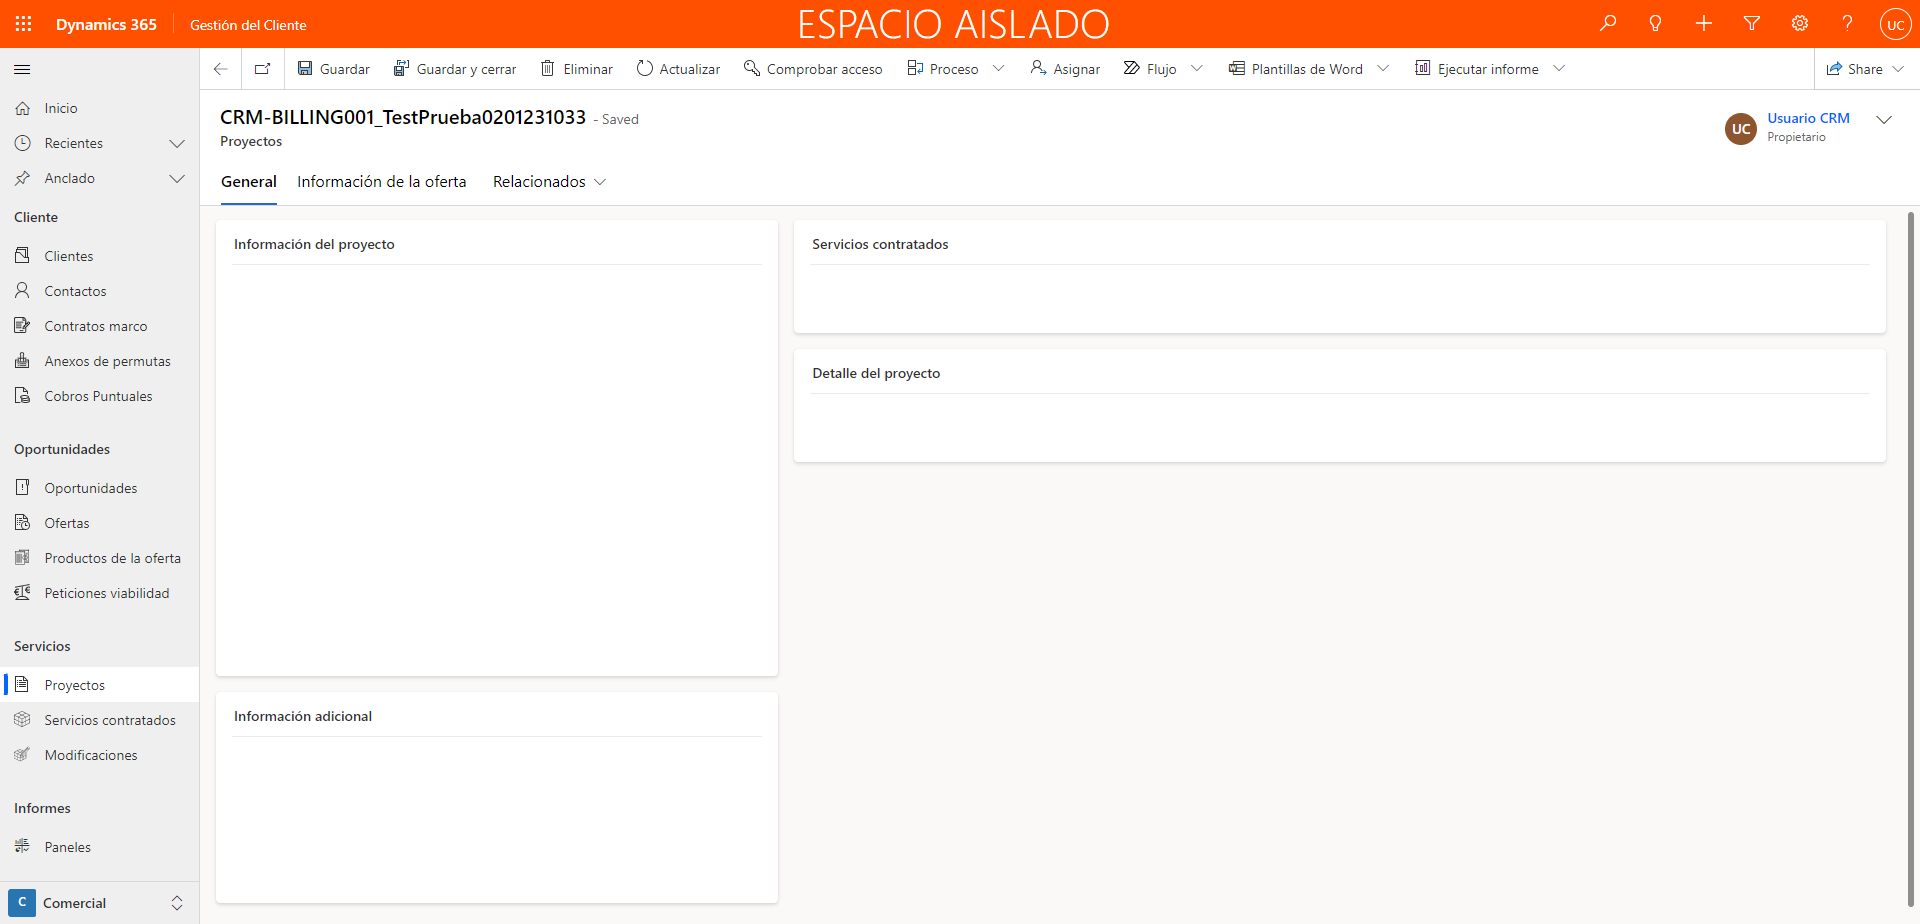 Dynamics 365
Gestión del Cliente
ESPACIO AISLADO
UC
Guardar
Guardar y cerrar
Eliminar
Actualizar
Comprobar acceso
Proceso
Asignar
Flujo
Plantillas de Word
Ejecutar informe
Share
Inicio
Recientes
Anclado
Cliente
Clientes
Contactos
Contratos marco
Anexos de permutas
Cobros Puntuales
Oportunidades
Oportunidades
Ofertas
Productos de la oferta
Peticiones viabilidad
Servicios
Proyectos
Servicios contratados
Modificaciones
Informes
Paneles
C Comercial
CRM-BILLING001_TestPrueba0201231033 - Saved
Proyectos
UC
Usuario CRM
Propietario
General
Información de la oferta
Relacionados
Información del proyecto
Servicios contratados
Detalle del proyecto
Información adicional